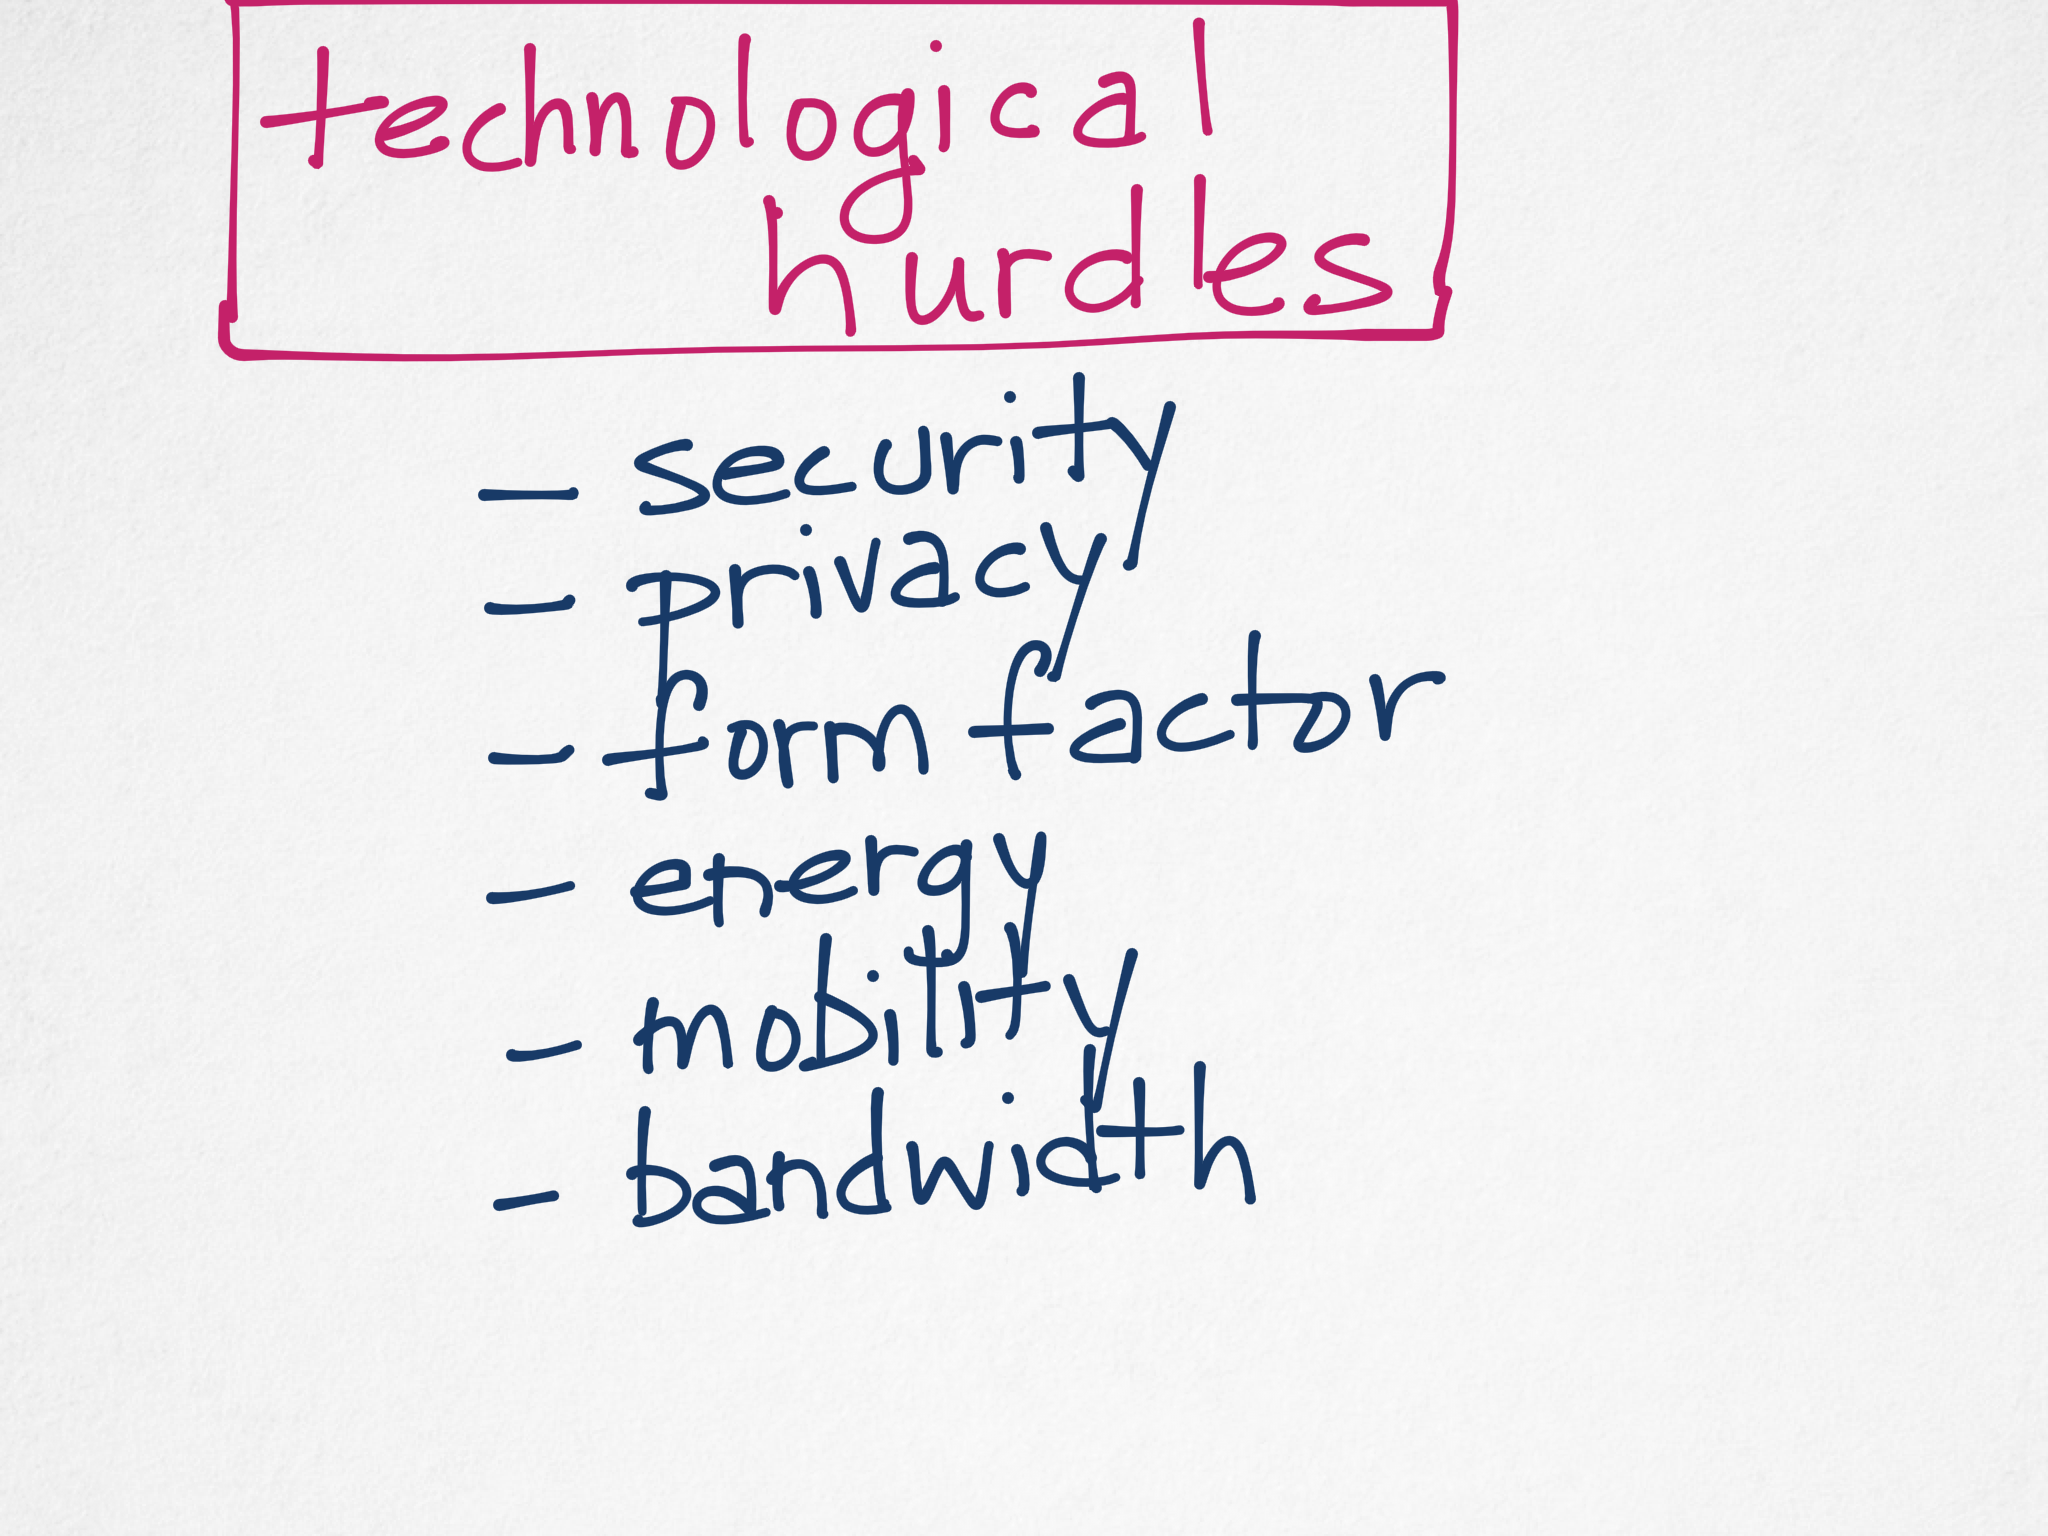 technological
hurdles
- security
- privacy
- form factor
- energy
- mobility
- bandwidth